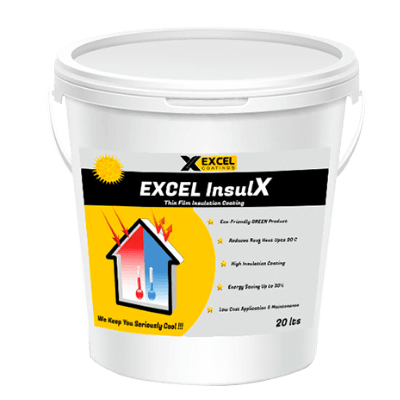 EXCEL
COATINGS
EXCEL InsulX
Thin Film Insulation Coating
Eco-Friendly GREEN Product
Reduces Roug Heat Upto 20 C
High Insulation Coating
Energy Saving Up to 30%
Low Cost Application & Maintenance
We Keep You Seriously Cool !!!
20 lts